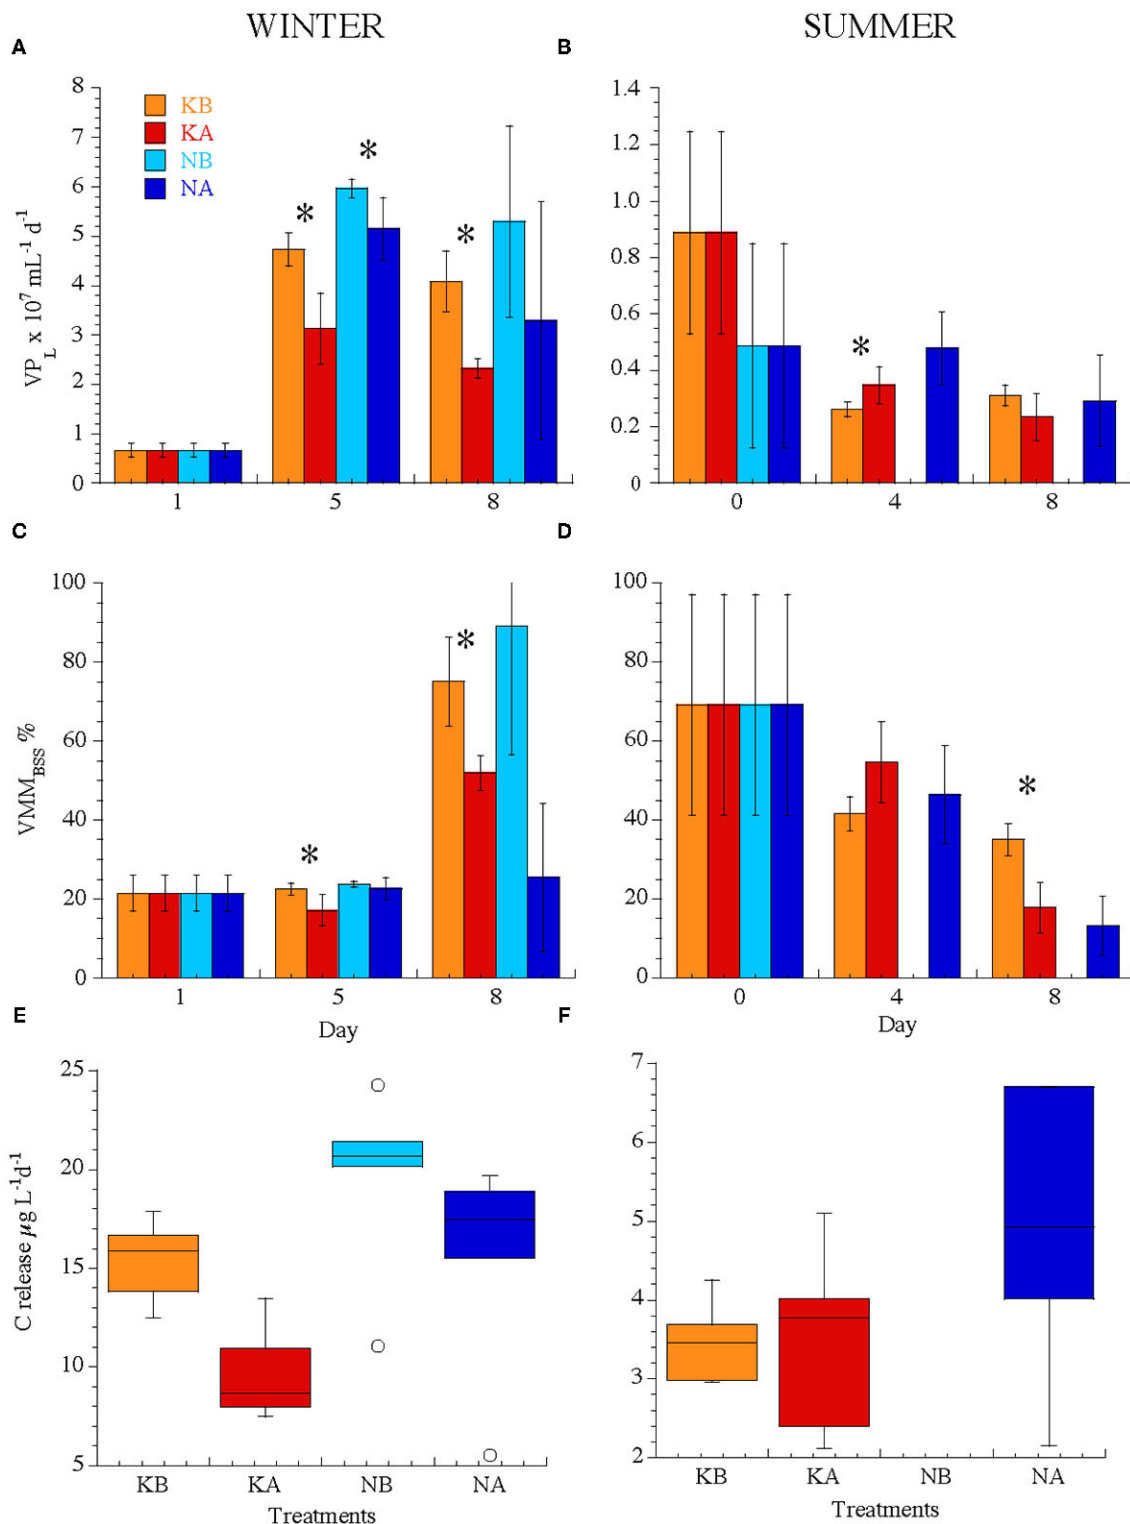 WINTER
SUMMER
A
B
8
7
6
5
4
3
2
1
0
KB
KA
NB
NA
*
*
*
VP_L x 10⁷ mL⁻¹ d⁻¹
1
5
8
1.4
1.2
1.0
0.8
0.6
0.4
0.2
0
*
0
4
8
C
D
100
80
60
40
20
0
VMM_BSS %
*
*
1
5
8
Day
100
80
60
40
20
0
*
0
4
8
Day
E
F
25
20
15
10
5
C release µg L⁻¹d⁻¹
KB
KA
NB
NA
Treatments
7
6
5
4
3
2
KB
KA
NB
NA
Treatments